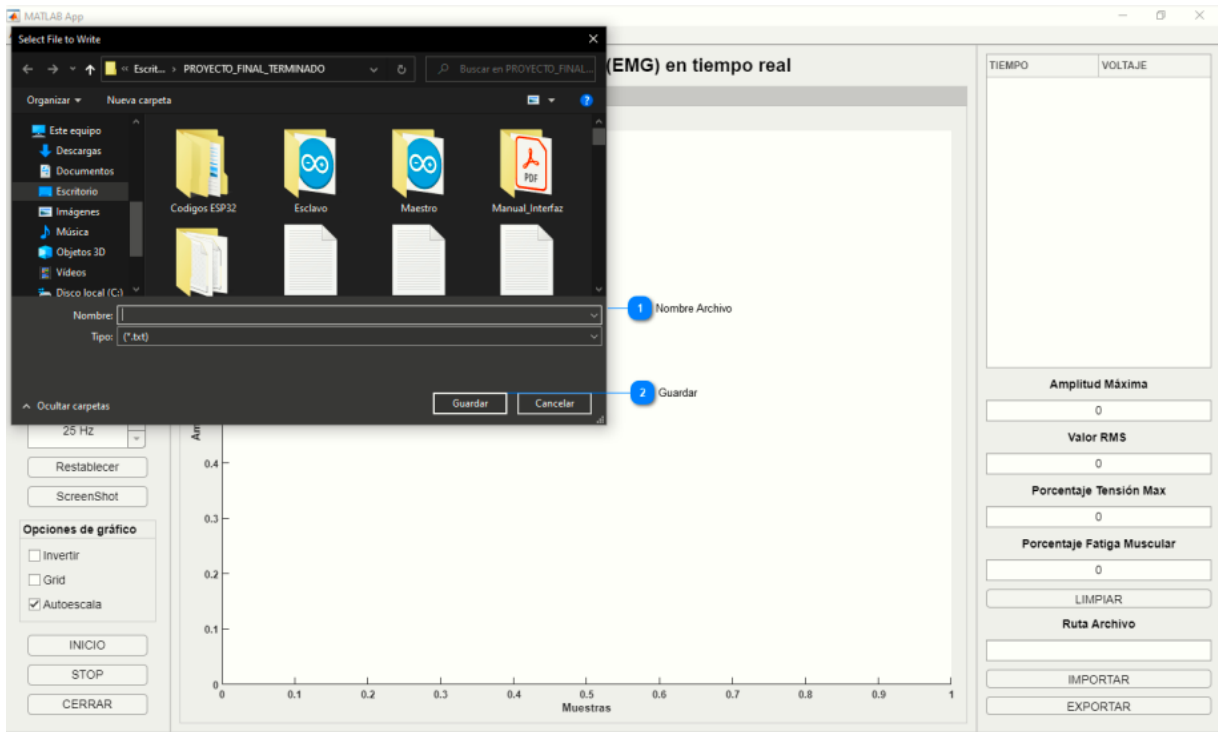 MATLAB App
Select File to Write
« Escrit... › PROYECTO_FINAL_TERMINADO
Buscar en PROYECTO_FINAL...
Organizar
Nueva carpeta
Este equipo
Descargas
Documentos
Escritorio
Imágenes
Música
Objetos 3D
Vídeos
Disco local (C:)
Codigos ESP32
Esclavo
Maestro
PDF
Manual_Interfaz
Nombre:
Tipo: (*.txt)
Ocultar carpetas
Guardar
Cancelar
1 Nombre Archivo
2 Guardar
(EMG) en tiempo real
25 Hz
Restablecer
ScreenShot
Opciones de gráfico
Invertir
Grid
Autoescala
INICIO
STOP
CERRAR
0.4
0.3
0.2
0.1
0
0 0.1 0.2 0.3 0.4 0.5 0.6 0.7 0.8 0.9 1
Muestras
TIEMPO VOLTAJE
Amplitud Máxima
0
Valor RMS
0
Porcentaje Tensión Max
0
Porcentaje Fatiga Muscular
0
LIMPIAR
Ruta Archivo
IMPORTAR
EXPORTAR